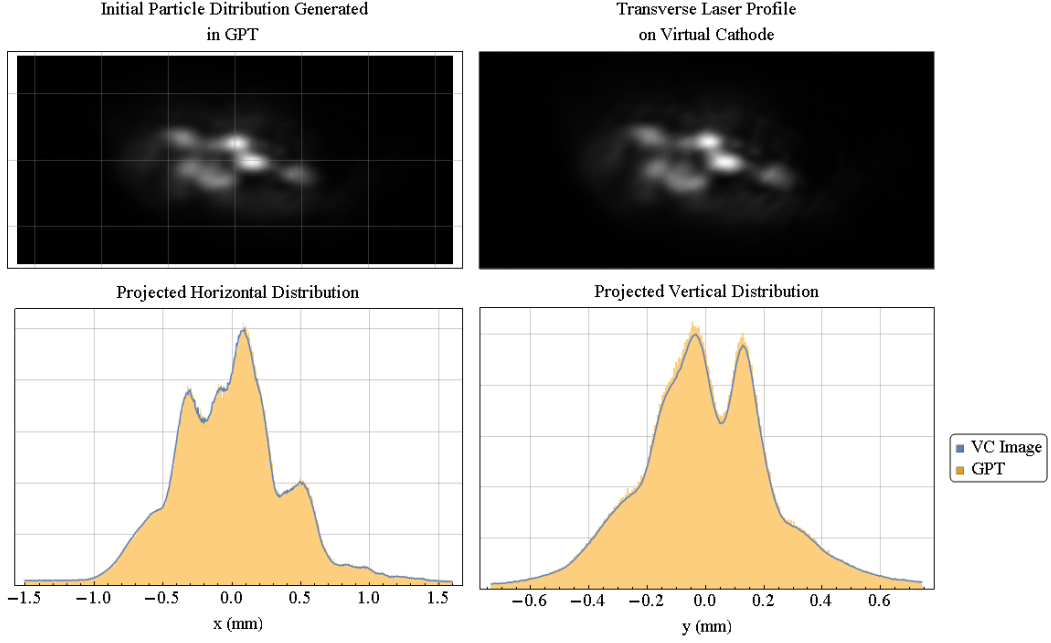 Initial Particle Ditribution Generated
in GPT
Transverse Laser Profile
on Virtual Cathode
Projected Horizontal Distribution
Projected Vertical Distribution
VC Image
GPT
−1.5 −1.0 −0.5 0.0 0.5 1.0 1.5
x (mm)
−0.6 −0.4 −0.2 0.0 0.2 0.4 0.6
y (mm)